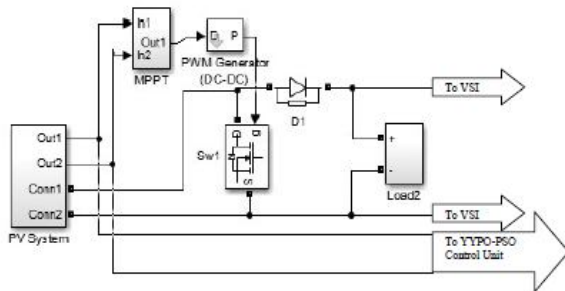 In1
Out1
In2
MPPT
D P
PWM Generator
(DC-DC)
To VSI
D1
Out1
Out2
Conn1
Conn2
PV System
Sw1
g
D
S
+
-
Load2
To VSI
To YYPO-PSO
Control Unit